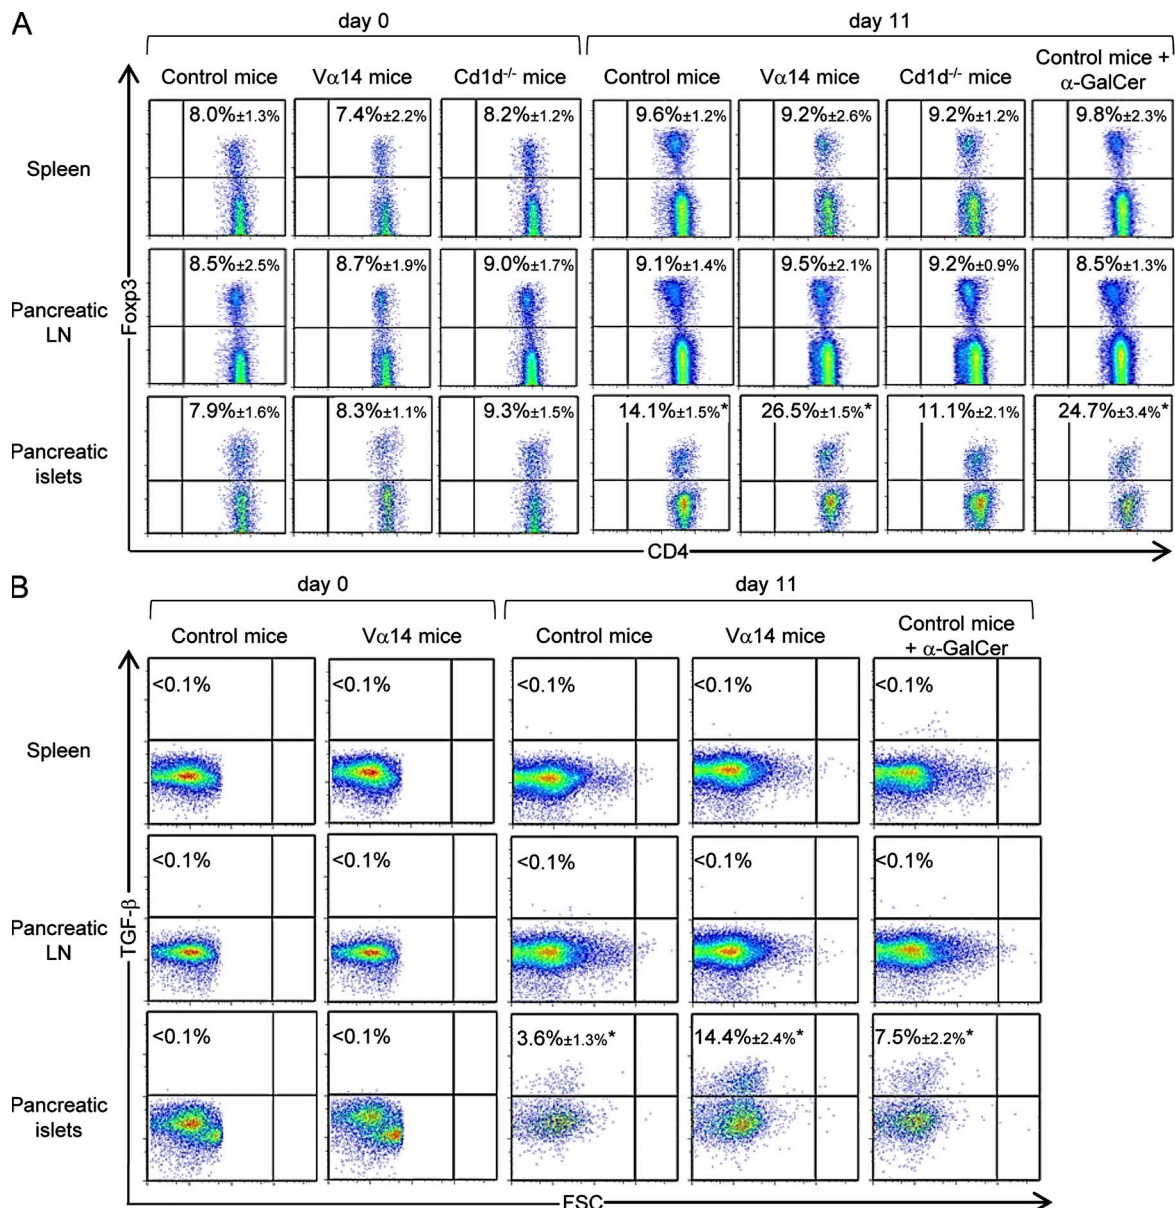 A
day 0
day 11
Control mice
Vα14 mice
Cd1d-/- mice
Control mice
Vα14 mice
Cd1d-/- mice
Control mice +
α-GalCer
Spleen
8.0%±1.3%
7.4%±2.2%
8.2%±1.2%
9.6%±1.2%
9.2%±2.6%
9.2%±1.2%
9.8%±2.3%
Pancreatic
LN
8.5%±2.5%
8.7%±1.9%
9.0%±1.7%
9.1%±1.4%
9.5%±2.1%
9.2%±0.9%
8.5%±1.3%
Pancreatic
islets
7.9%±1.6%
8.3%±1.1%
9.3%±1.5%
14.1%±1.5%*
26.5%±1.5%*
11.1%±2.1%
24.7%±3.4%*
Foxp3
CD4
B
day 0
day 11
Control mice
Vα14 mice
Control mice
Vα14 mice
Control mice
+ α-GalCer
Spleen
<0.1%
<0.1%
<0.1%
<0.1%
<0.1%
Pancreatic
LN
<0.1%
<0.1%
<0.1%
<0.1%
<0.1%
Pancreatic
islets
<0.1%
<0.1%
3.6%±1.3%*
14.4%±2.4%*
7.5%±2.2%*
TGF-β
FSC